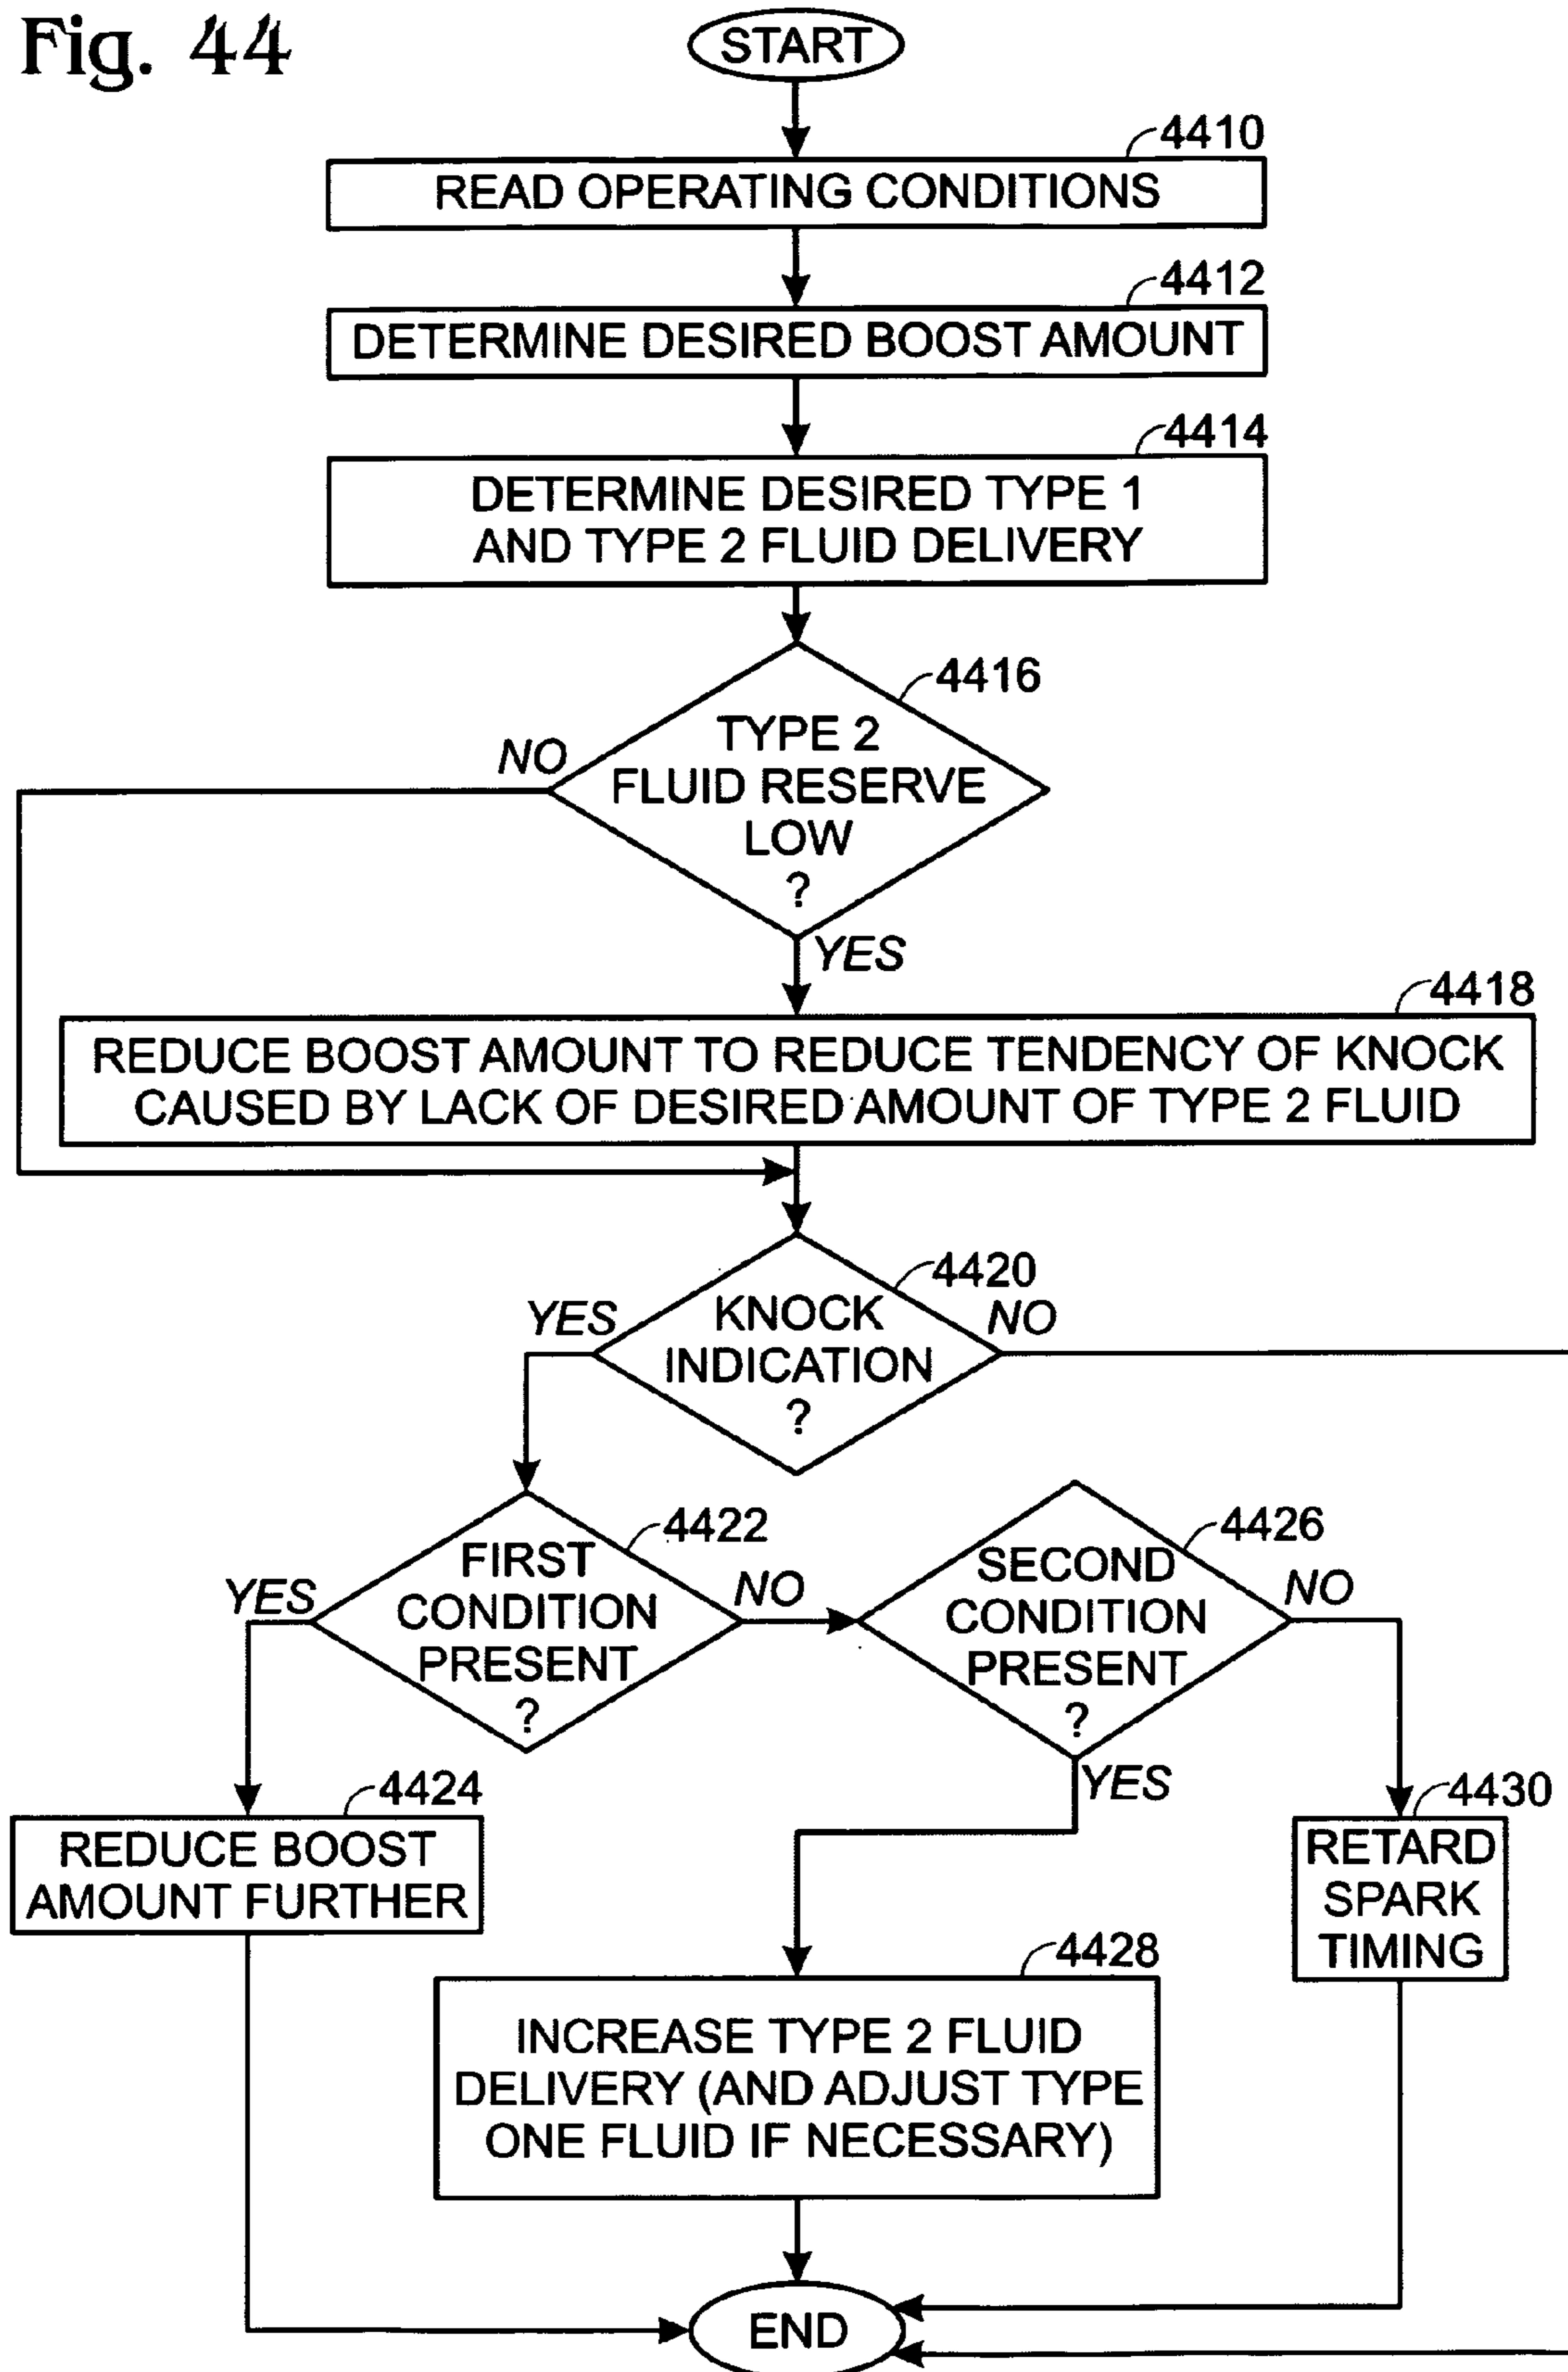 Fig. 44
START
4410
READ OPERATING CONDITIONS
4412
DETERMINE DESIRED BOOST AMOUNT
4414
DETERMINE DESIRED TYPE 1
AND TYPE 2 FLUID DELIVERY
4416
TYPE 2
FLUID RESERVE
LOW
?
NO
YES
4418
REDUCE BOOST AMOUNT TO REDUCE TENDENCY OF KNOCK
CAUSED BY LACK OF DESIRED AMOUNT OF TYPE 2 FLUID
4420
YES
KNOCK
INDICATION
?
NO
4422
YES
FIRST
CONDITION
PRESENT
?
NO
4426
SECOND
CONDITION
PRESENT
?
NO
YES
4424
REDUCE BOOST
AMOUNT FURTHER
4430
RETARD
SPARK
TIMING
4428
INCREASE TYPE 2 FLUID
DELIVERY (AND ADJUST TYPE
ONE FLUID IF NECESSARY)
END